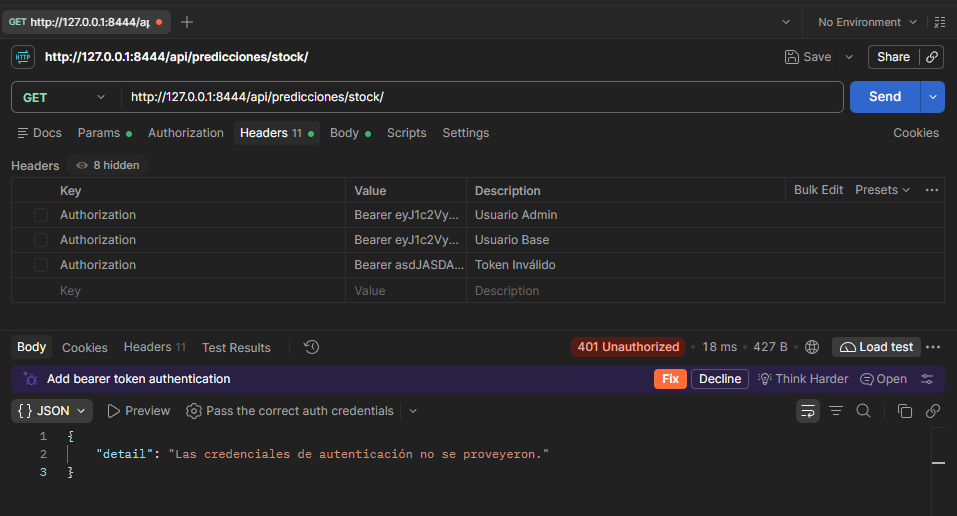 GET http://127.0.0.1:8444/ap
No Environment
HTTP http://127.0.0.1:8444/api/predicciones/stock/
Save Share
GET http://127.0.0.1:8444/api/predicciones/stock/ Send
Docs Params Authorization Headers 11 Body Scripts Settings Cookies
Headers 8 hidden
Key Value Description Bulk Edit Presets
Authorization Bearer eyJ1c2Vy... Usuario Admin
Authorization Bearer eyJ1c2Vy... Usuario Base
Authorization Bearer asdJASDA... Token Inválido
Key Value Description
Body Cookies Headers 11 Test Results 401 Unauthorized • 18 ms • 427 B • Load test
Add bearer token authentication Fix Decline Think Harder Open
{} JSON Preview Pass the correct auth credentials
1 {
2 "detail": "Las credenciales de autenticación no se proveyeron."
3 }